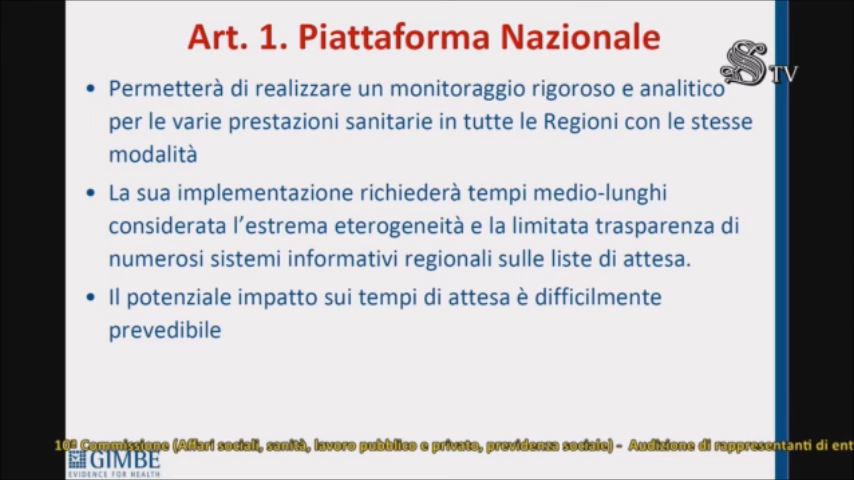 Art. 1. Piattaforma Nazionale
STV
• Permetterà di realizzare un monitoraggio rigoroso e analitico
per le varie prestazioni sanitarie in tutte le Regioni con le stesse
modalità
• La sua implementazione richiederà tempi medio-lunghi
considerata l'estrema eterogeneità e la limitata trasparenza di
numerosi sistemi informativi regionali sulle liste di attesa.
• Il potenziale impatto sui tempi di attesa è difficilmente
prevedibile
10ª Commissione (Affari sociali, sanità, lavoro pubblico e privato, previdenza sociale) - Audizione di rappresentanti di ent
GIMBE
EVIDENCE FOR HEALTH